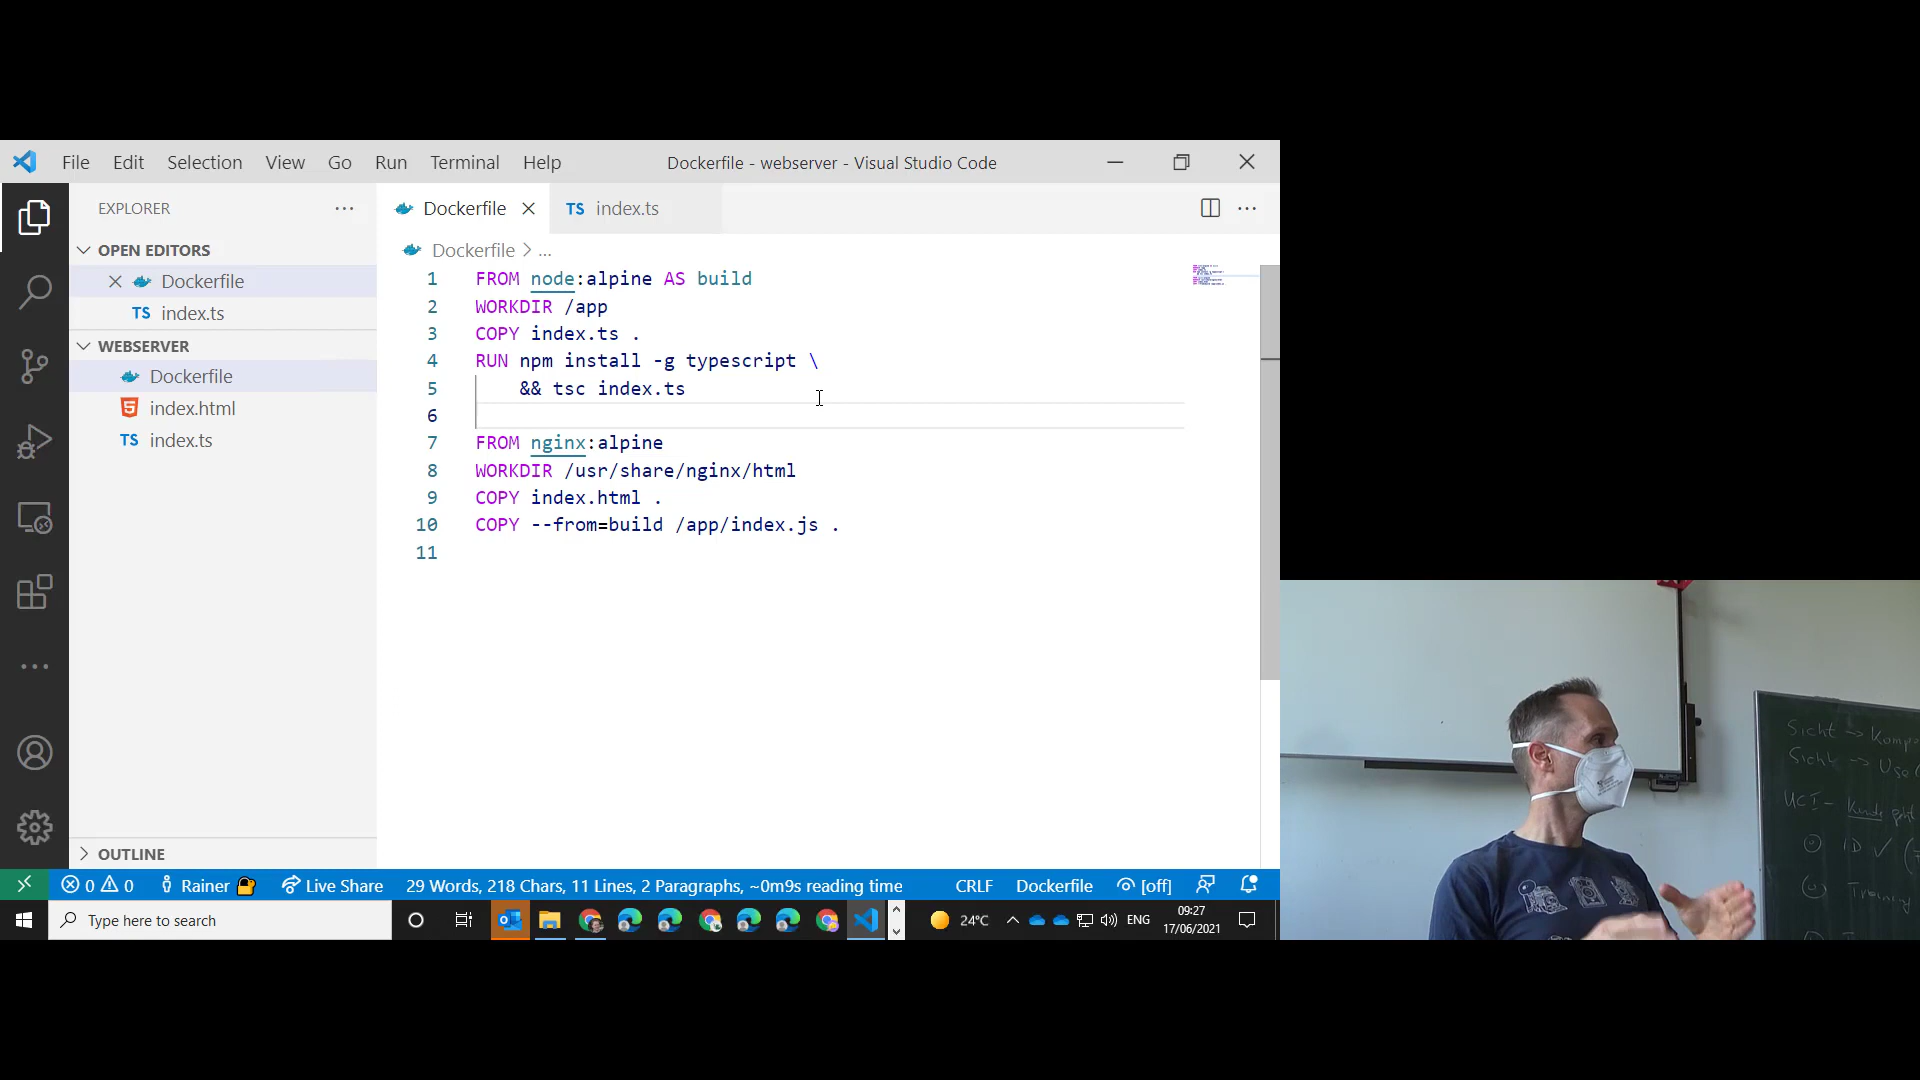 File Edit Selection View Go Run Terminal Help Dockerfile - webserver - Visual Studio Code
EXPLORER
Dockerfile
TS index.ts
OPEN EDITORS
Dockerfile > ...
Dockerfile
TS index.ts
WEBSERVER
Dockerfile
index.html
TS index.ts
1 FROM node:alpine AS build
2 WORKDIR /app
3 COPY index.ts .
4 RUN npm install -g typescript \
5 && tsc index.ts
6
7 FROM nginx:alpine
8 WORKDIR /usr/share/nginx/html
9 COPY index.html .
10 COPY --from=build /app/index.js .
11
OUTLINE
0 0 Rainer Live Share 29 Words, 218 Chars, 11 Lines, 2 Paragraphs, ~0m9s reading time CRLF Dockerfile [off]
Type here to search
24°C ENG
09:27
17/06/2021
Sicht →
Sicht → Use
ID ✓
Training